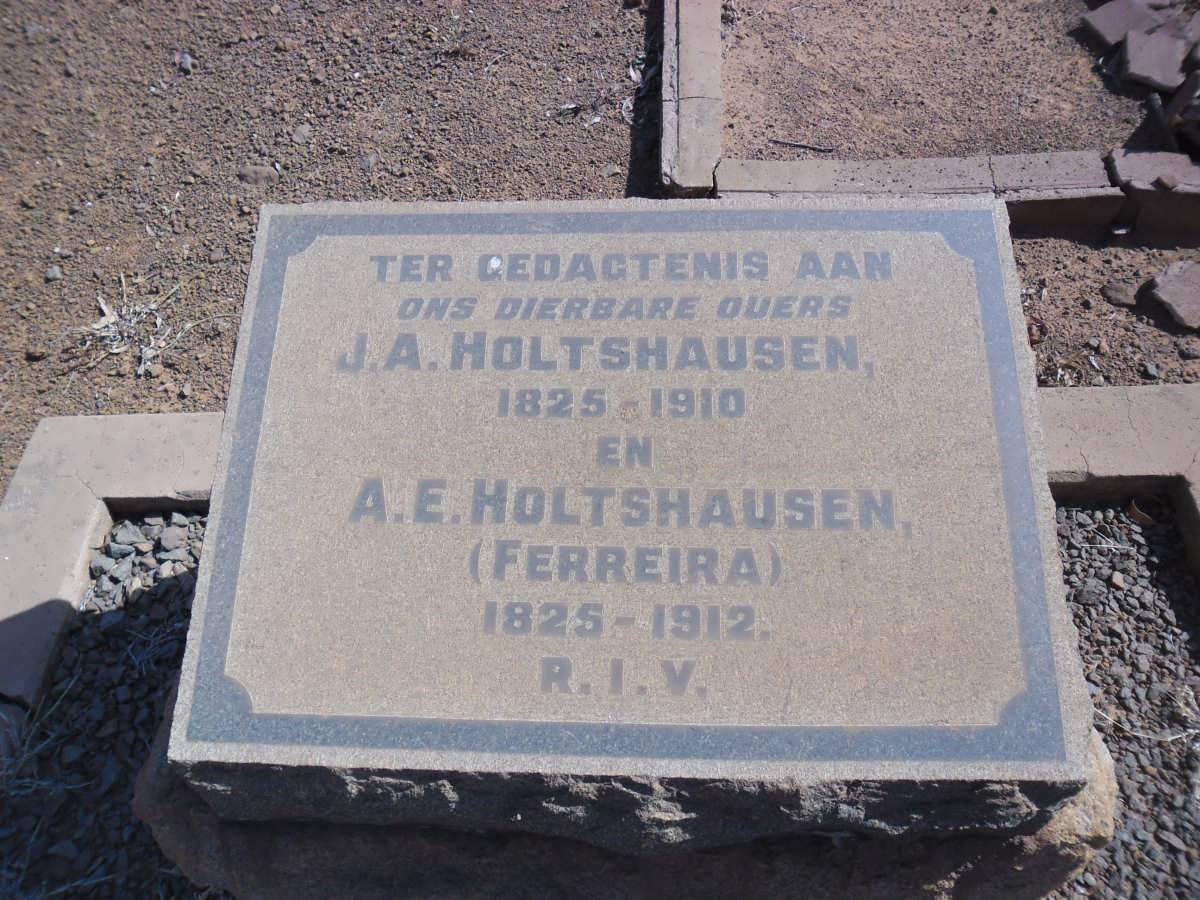 TER GEDAGTENIS AAN
ONS DIERBARE OUERS
J.A. HOLTSHAUSEN,
1825 - 1910
EN
A.E. HOLTSHAUSEN,
(FERREIRA)
1825 - 1912.
R.I.V.